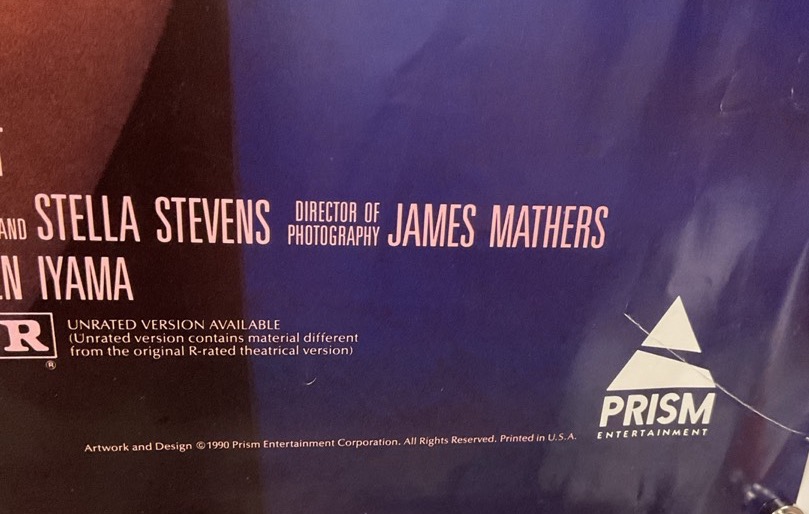 AND STELLA STEVENS DIRECTOR OF PHOTOGRAPHY JAMES MATHERS
N IYAMA
R
UNRATED VERSION AVAILABLE
(Unrated version contains material different
from the original R-rated theatrical version)
®
PRISM
ENTERTAINMENT
Artwork and Design ©1990 Prism Entertainment Corporation. All Rights Reserved. Printed in U.S.A.